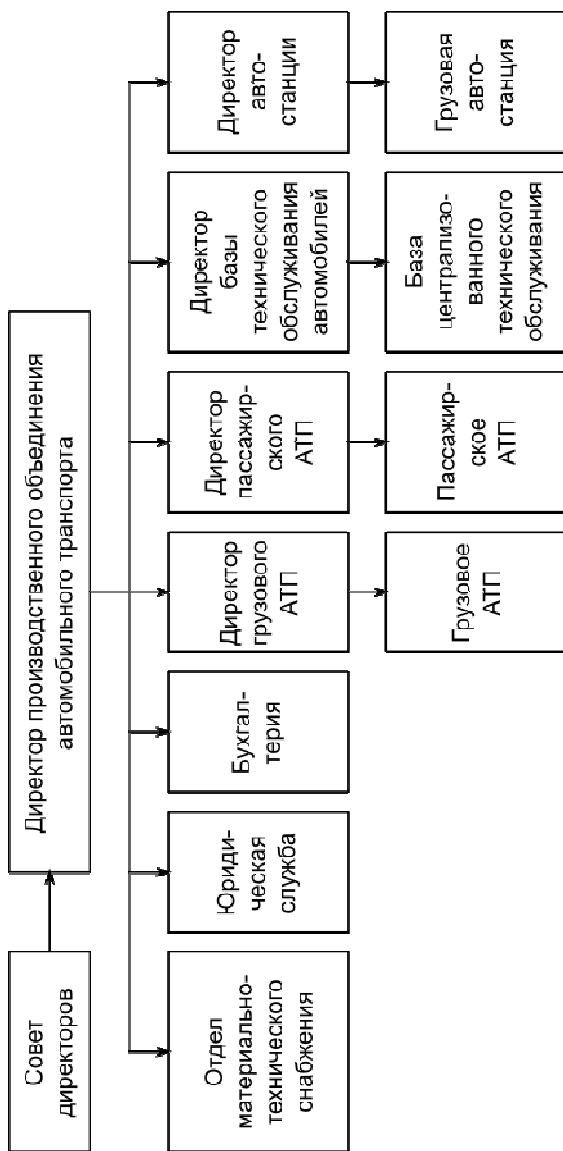 Совет
директоров
Директор производственного объединения
автомобильного транспорта
Отдел
материально-
технического
снабжения
Юриди-
ческая
служба
Бухгал-
терия
Директор
грузового
АТП
Директор
пассажир-
ского
АТП
Директор
базы
технического
обслуживания
автомобилей
Директор
авто-
станции
Грузовое
АТП
Пассажир-
ское
АТП
База
централизо-
ванного
технического
обслуживания
Грузовая
авто-
станция